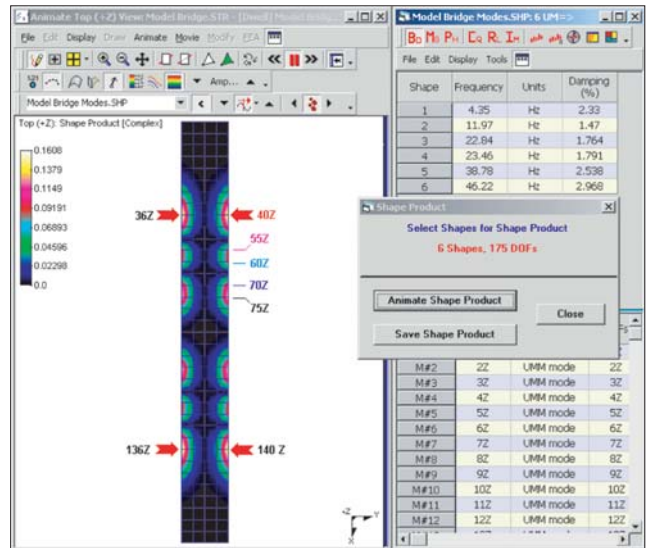 Animate Top (+Z) View: Model Bridge.STR - [Dwell] Model Bridge
File Edit Display Draw Animate Movie Modify FEA
Amp...
Model Bridge Modes.SHP
Top (+Z): Shape Product [Complex]
0.1608
0.1379
0.1149
0.09191
0.06893
0.04596
0.02298
0.0
36Z
40Z
55Z
60Z
70Z
75Z
136Z
140 Z
Z
Y
X
Model Bridge Modes.SHP: 6 UM=>
File Edit Display Tools
Shape Frequency Units Damping (%)
1 4.35 Hz 2.33
2 11.97 Hz 1.47
3 22.84 Hz 1.764
4 23.46 Hz 1.791
5 38.78 Hz 2.538
6 46.22 Hz 2.968
Shape Product
Select Shapes for Shape Product
6 Shapes, 175 DOFs
Animate Shape Product
Close
Save Shape Product
M#2 2Z UMM mode 2Z
M#3 3Z UMM mode 3Z
M#4 4Z UMM mode 4Z
M#5 5Z UMM mode 5Z
M#6 6Z UMM mode 6Z
M#7 7Z UMM mode 7Z
M#8 8Z UMM mode 8Z
M#9 9Z UMM mode 9Z
M#10 10Z UMM mode 10Z
M#11 11Z UMM mode 11Z
M#12 12Z UMM mode 12Z